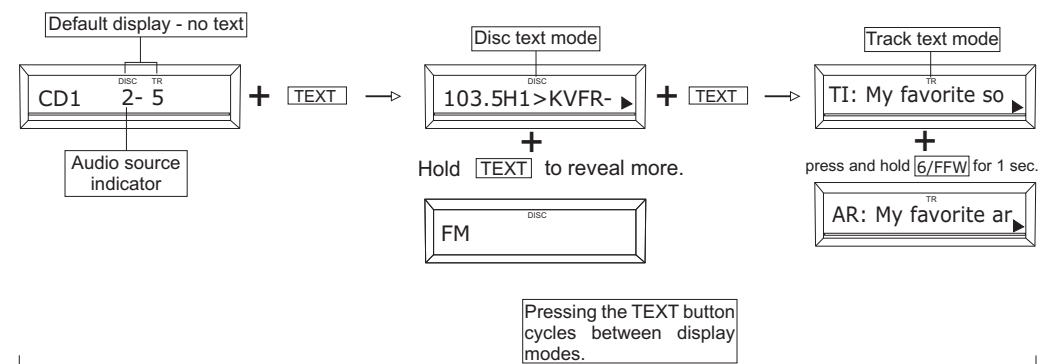 Default display - no text
DISC TR
CD1 2- 5
Audio source
indicator
+ TEXT
Disc text mode
DISC
103.5H1>KVFR-
+
Hold TEXT to reveal more.
DISC
FM
+ TEXT
Track text mode
TR
TI: My favorite so
+
press and hold 6/FFW for 1 sec.
TR
AR: My favorite ar
Pressing the TEXT button
cycles between display
modes.